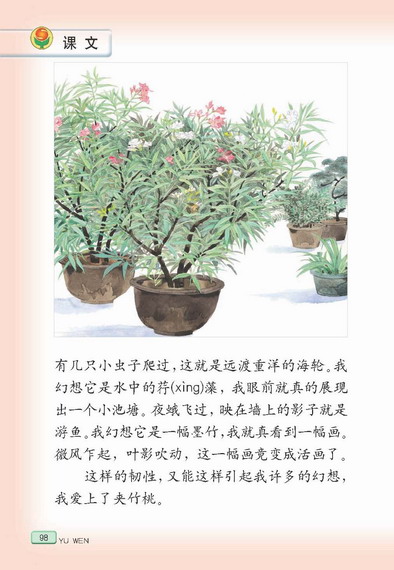 课文
有几只小虫子爬过，这就是远渡重洋的海轮。我
幻想它是水中的荇(xìng)藻，我眼前就真的展现
出一个小池塘。夜蛾飞过，映在墙上的影子就是
游鱼。我幻想它是一幅墨竹，我就真看到一幅画。
微风乍起，叶影吹动，这一幅画竟变成活画了。
这样的韧性，又能这样引起我许多的幻想，
我爱上了夹竹桃。
98 YU WEN